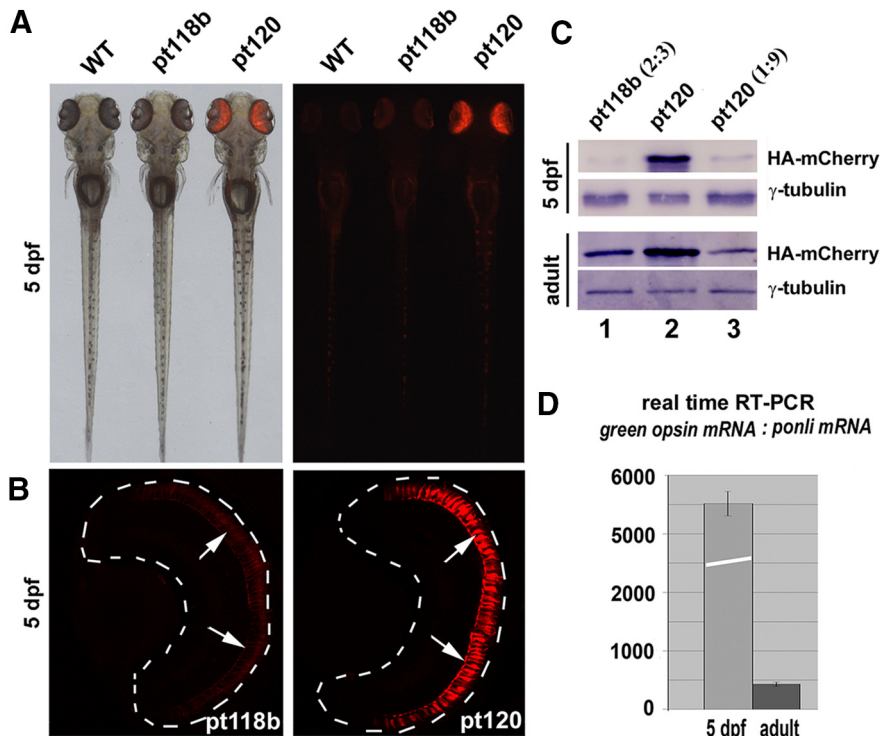 A
WT
pt118b
pt120
WT
pt118b
pt120
5 dpf
B
5 dpf
pt118b
pt120
C
pt118b (2:3)
pt120
pt120 (1:9)
5 dpf
HA-mCherry
γ-tubulin
adult
HA-mCherry
γ-tubulin
1 2 3
D
real time RT-PCR
green opsin mRNA : ponli mRNA
6000
5000
2000
1000
0
5 dpf adult